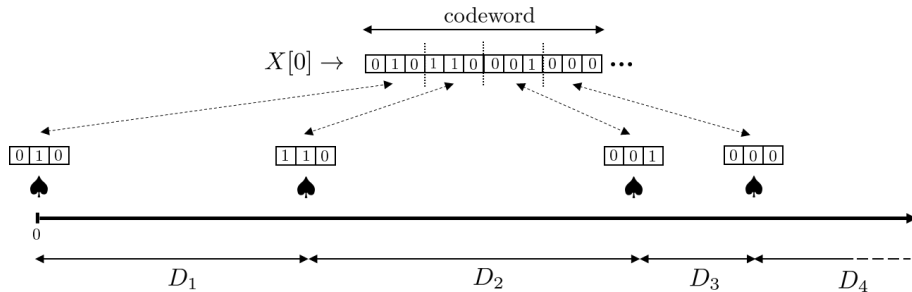 codeword
X[0] → 0 1 0 1 1 0 0 0 1 0 0 0 •••
0 1 0 1 1 0 0 0 1 0 0 0
0
D₁ D₂ D₃ D₄